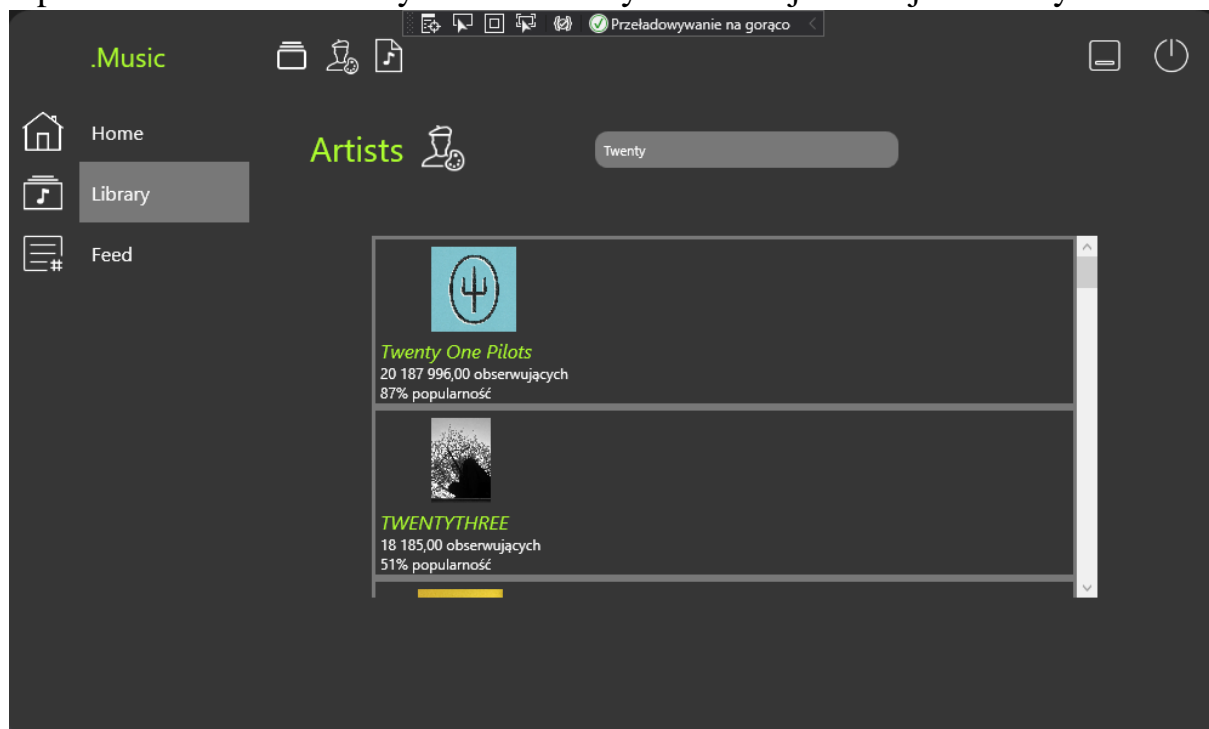 Przeładowywanie na gorąco
.Music
Home
Artists
Twenty
Library
Feed
Twenty One Pilots
20 187 996,00 obserwujących
87% popularność
TWENTYTHREE
18 185,00 obserwujących
51% popularność